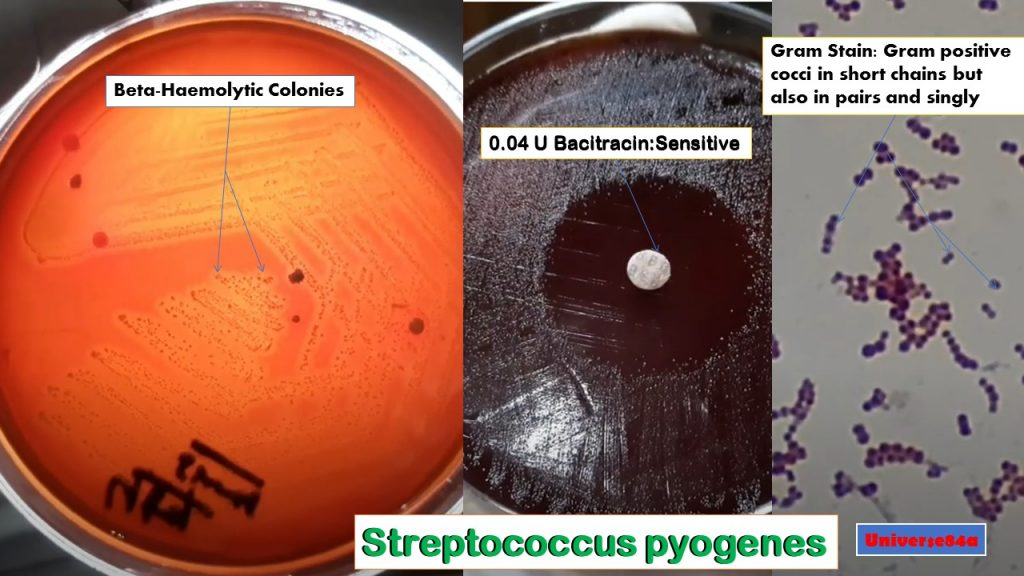 Beta-Haemolytic Colonies
0.04 U Bacitracin:Sensitive
Gram Stain: Gram positive
cocci in short chains but
also in pairs and singly
Streptococcus pyogenes
Universe84a